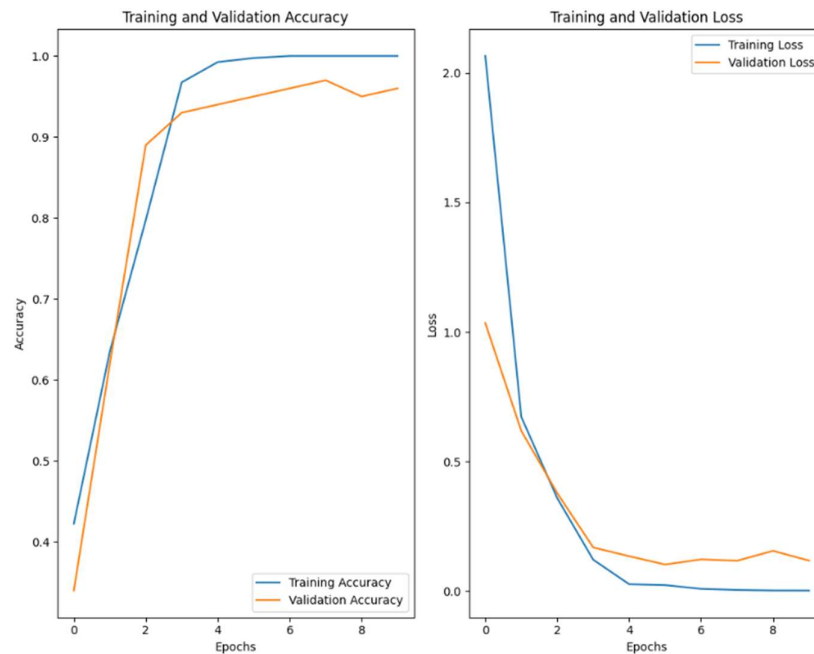 Training and Validation Accuracy
1.0
0.9
0.8
0.7
0.6
0.5
0.4
Accuracy
Training Accuracy
Validation Accuracy
0 2 4 6 8
Epochs
Training and Validation Loss
Training Loss
Validation Loss
2.0
1.5
1.0
0.5
0.0
Loss
0 2 4 6 8
Epochs